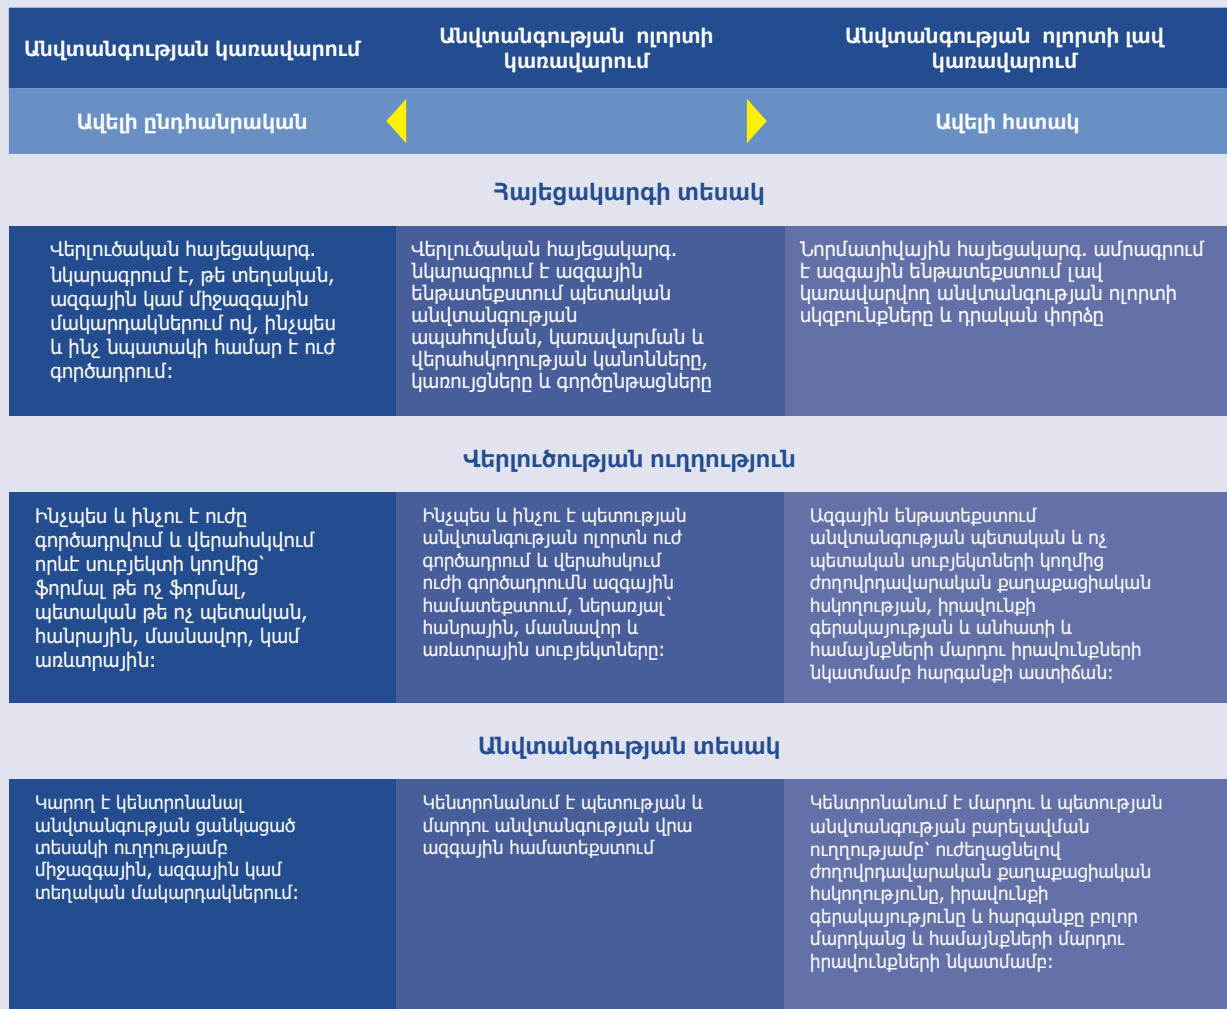 Անվտանգության կառավարում
Անվտանգության ոլորտի
կառավարում
Անվտանգության ոլորտի լավ
կառավարում
Ավելի ընդհանրական
Ավելի հստակ
Հայեցակարգի տեսակ
Վերլուծական հայեցակարգ.
նկարագրում է, թե տեղական,
ազգային կամ միջազգային
մակարդակներում ով, ինչպես
և ինչ նպատակի համար է ուժ
գործադրում:
Վերլուծական հայեցակարգ.
նկարագրում է ազգային
ենթատեքստում պետական
անվտանգության
ապահովման, կառավարման և
վերահսկողության կանոնները,
կառույցները և գործընթացները
Նորմատիվային հայեցակարգ. ամրագրում
է ազգային ենթատեքստում լավ
կառավարվող անվտանգության ոլորտի
սկզբունքները և դրական փորձը
Վերլուծության ուղղություն
Ինչպես և ինչու է ուժը
գործադրվում և վերահսկվում
որևէ սուբյեկտի կողմից՝
ֆորմալ թե ոչ ֆորմալ,
պետական թե ոչ պետական,
հանրային, մասնավոր, կամ
առևտրային:
Ինչպես և ինչու է պետության
անվտանգության ոլորտն ուժ
գործադրում և վերահսկում
ուժի գործադրումն ազգային
համատեքստում, ներառյալ՝
հանրային, մասնավոր և
առևտրային սուբյեկտները:
Ազգային ենթատեքստում
անվտանգության պետական և ոչ
պետական սուբյեկտների կողմից
ժողովրդավարական քաղաքացիական
հսկողության, իրավունքի
գերակայության և անհատի և
համայնքների մարդու իրավունքների
նկատմամբ հարգանքի աստիճան:
Անվտանգության տեսակ
Կարող է կենտրոնանալ
անվտանգության ցանկացած
տեսակի ուղղությամբ
միջազգային, ազգային կամ
տեղական մակարդակներում:
Կենտրոնանում է պետության և
մարդու անվտանգության վրա
ազգային համատեքստում
Կենտրոնանում է մարդու և պետության
անվտանգության բարելավման
ուղղությամբ՝ ուժեղացնելով
ժողովրդավարական քաղաքացիական
հսկողությունը, իրավունքի
գերակայությունը և հարգանքը բոլոր
մարդկանց և համայնքների մարդու
իրավունքների նկատմամբ: